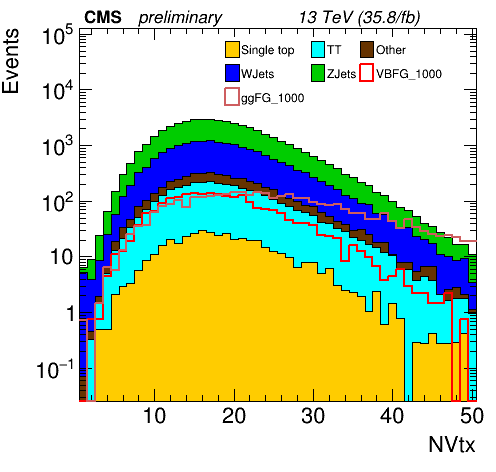 CMS preliminary 13 TeV (35.8/fb)
Events
Single top TT Other
WJets ZJets VBFG_1000
ggFG_1000
10^5
10^4
10^3
10^2
10
1
10^-1
10 20 30 40 50
NVtx